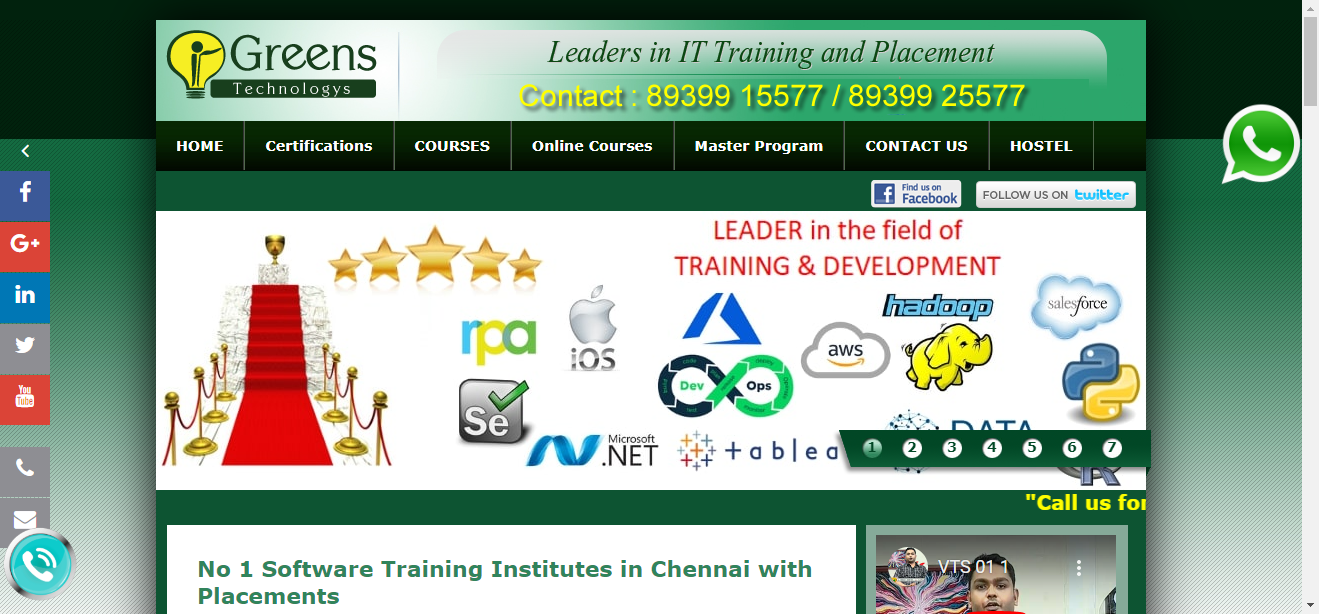 Greens
Technologys
Leaders in IT Training and Placement
Contact : 89399 15577 / 89399 25577
HOME Certifications COURSES Online Courses Master Program CONTACT US HOSTEL
Find us on
Facebook
FOLLOW US ON twitter
G+
in
You
Tube
LEADER in the field of
TRAINING & DEVELOPMENT
rpa
iOS
hadoop
salesforce
aws
Dev Ops
Se
Microsoft
.NET
DATA
R
1 2 3 4 5 6 7
"Call us for
No 1 Software Training Institutes in Chennai with
Placements
VTS 01 1